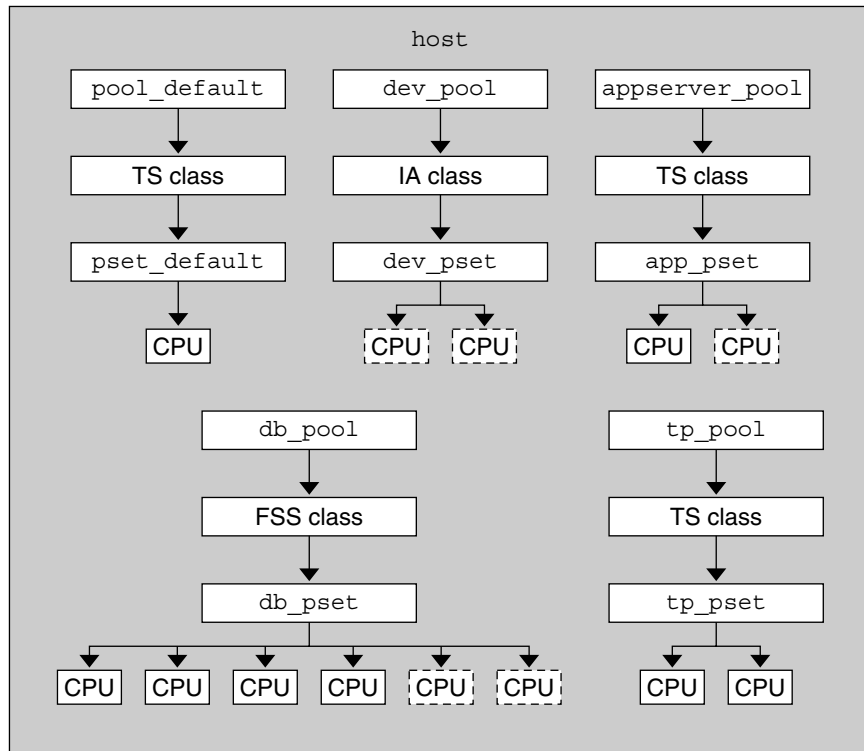 host
pool_default
dev_pool
appserver_pool
TS class
IA class
TS class
pset_default
dev_pset
app_pset
CPU
CPU
CPU
CPU
CPU
db_pool
tp_pool
FSS class
TS class
db_pset
tp_pset
CPU
CPU
CPU
CPU
CPU
CPU
CPU
CPU